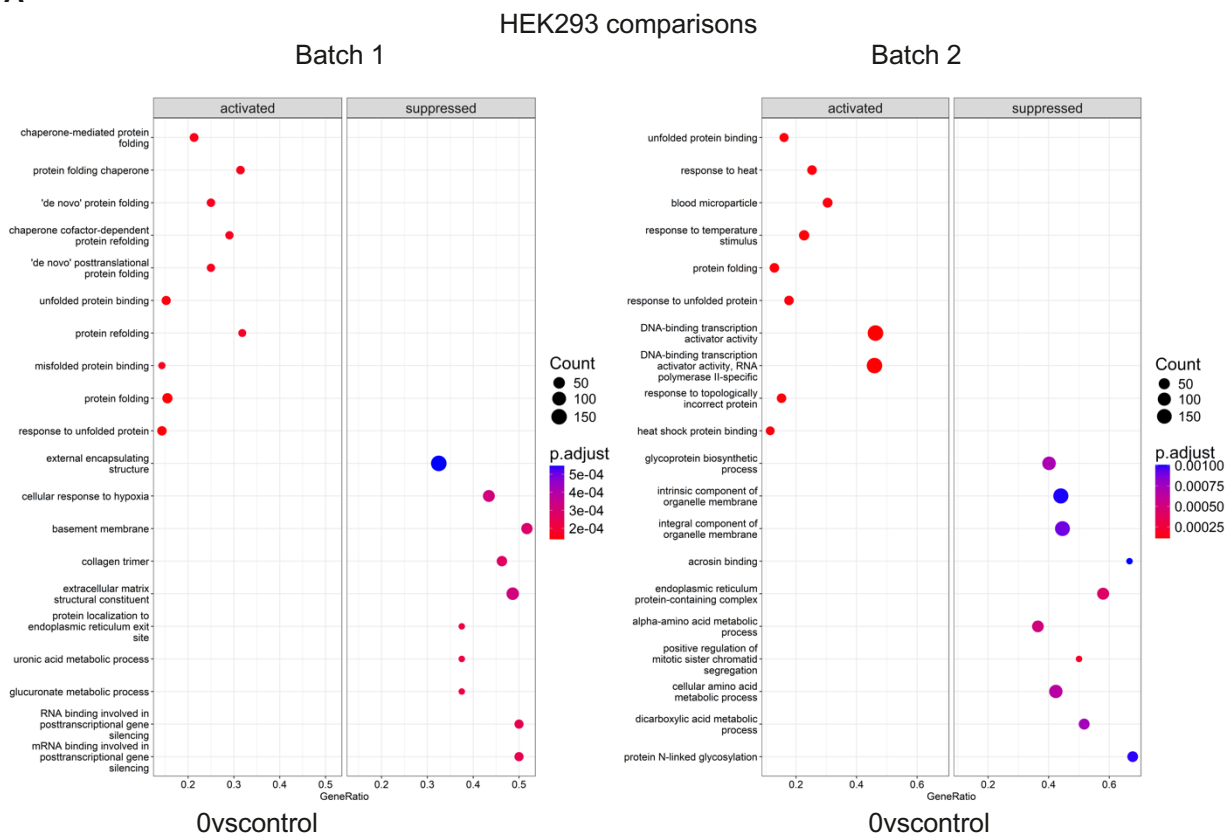 HEK293 comparisons
Batch 1
activated
suppressed
chaperone-mediated protein
folding
protein folding chaperone
'de novo' protein folding
chaperone cofactor-dependent
protein refolding
'de novo' posttranslational
protein folding
unfolded protein binding
protein refolding
misfolded protein binding
protein folding
response to unfolded protein
external encapsulating
structure
cellular response to hypoxia
basement membrane
collagen trimer
extracellular matrix
structural constituent
protein localization to
endoplasmic reticulum exit
site
uronic acid metabolic process
glucuronate metabolic process
RNA binding involved in
posttranscriptional gene
silencing
mRNA binding involved in
posttranscriptional gene
silencing
0.2 0.3 0.4 0.5 0.2 0.3 0.4 0.5
GeneRatio
Count
50
100
150
p.adjust
5e-04
4e-04
3e-04
2e-04
0vscontrol
Batch 2
activated
suppressed
unfolded protein binding
response to heat
blood microparticle
response to temperature
stimulus
protein folding
response to unfolded protein
DNA-binding transcription
activator activity
DNA-binding transcription
activator activity, RNA
polymerase II-specific
response to topologically
incorrect protein
heat shock protein binding
glycoprotein biosynthetic
process
intrinsic component of
organelle membrane
integral component of
organelle membrane
acrosin binding
endoplasmic reticulum
protein-containing complex
alpha-amino acid metabolic
process
positive regulation of
mitotic sister chromatid
segregation
cellular amino acid
metabolic process
dicarboxylic acid metabolic
process
protein N-linked glycosylation
0.2 0.4 0.6 0.2 0.4 0.6
GeneRatio
Count
50
100
150
p.adjust
0.00100
0.00075
0.00050
0.00025
0vscontrol